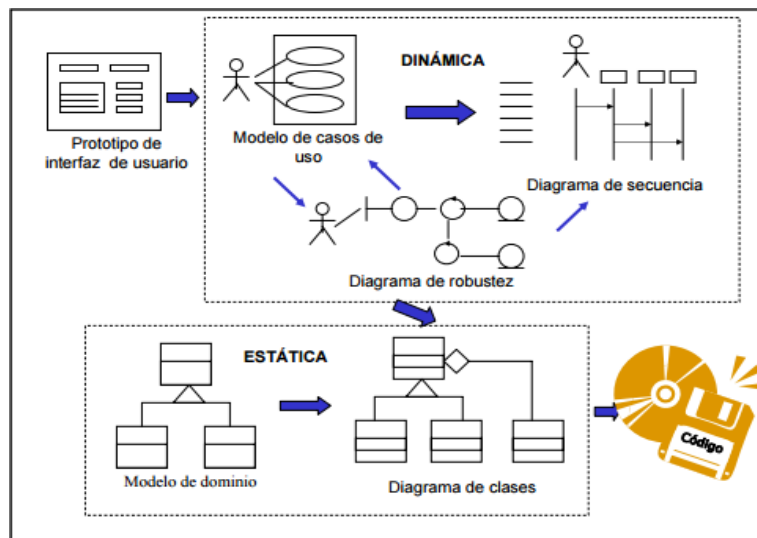 DINÁMICA
Prototipo de
interfaz de usuario
Modelo de casos de
uso
Diagrama de secuencia
Diagrama de robustez
ESTÁTICA
Modelo de dominio
Diagrama de clases
Código